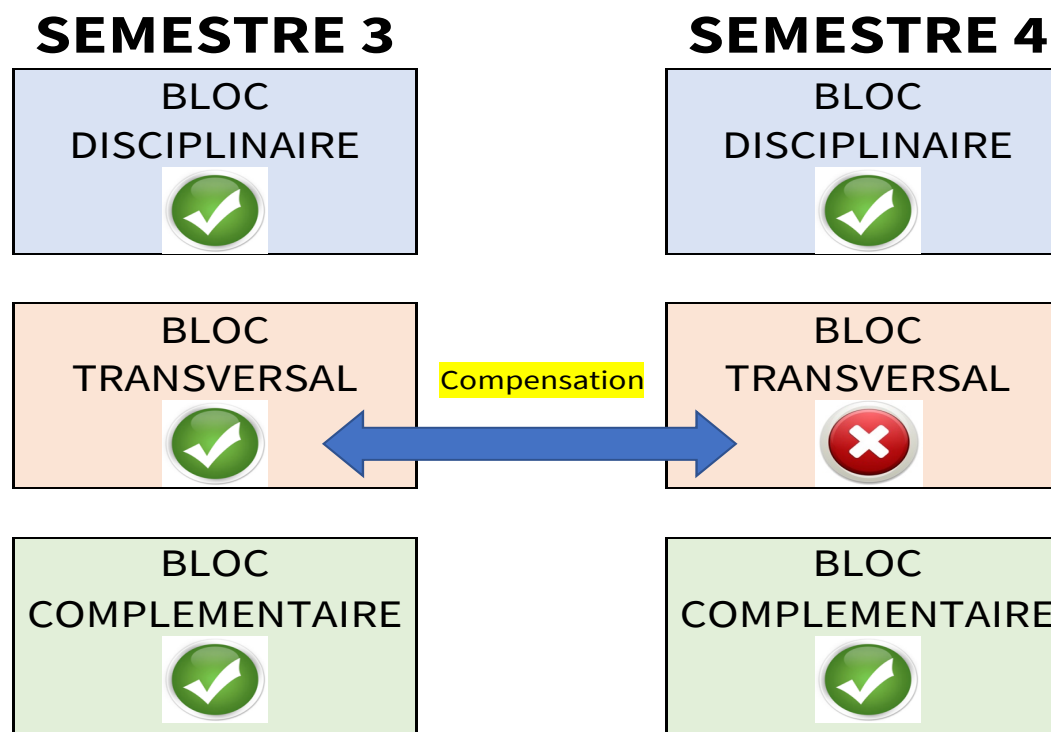 SEMESTRE 3
SEMESTRE 4
BLOC
DISCIPLINAIRE
BLOC
DISCIPLINAIRE
BLOC
TRANSVERSAL
Compensation
BLOC
TRANSVERSAL
BLOC
COMPLEMENTAIRE
BLOC
COMPLEMENTAIRE